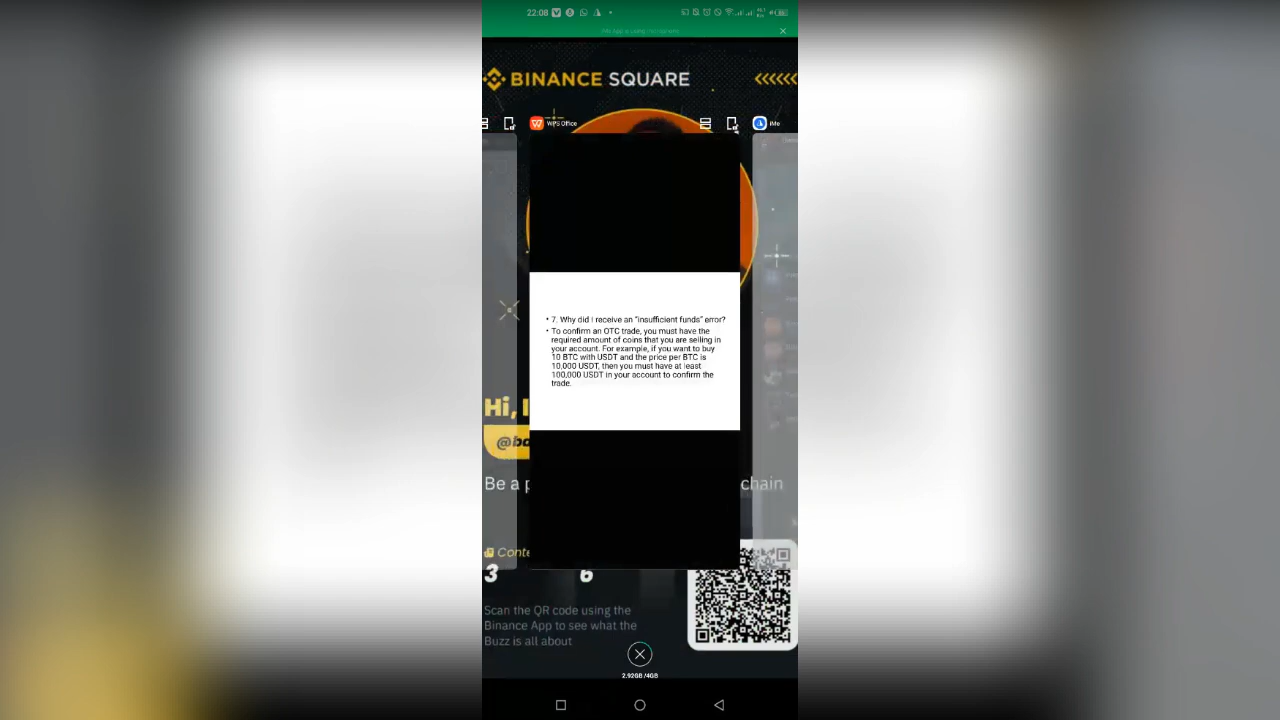 22:08
BINANCE SQUARE
WPS Office
iMo
• 7. Why did I receive an "insufficient funds" error?
• To confirm an OTC trade, you must have the
required amount of coins that you are selling in
your account. For example, if you want to buy
10 BTC with USDT and the price per BTC is
10,000 USDT, then you must have at least
100,000 USDT in your account to confirm the
trade.
Hi,
Be a chain
Conte
3 6
Scan the QR code using the
Binance App to see what the
Buzz is all about
2.92GB /4GB